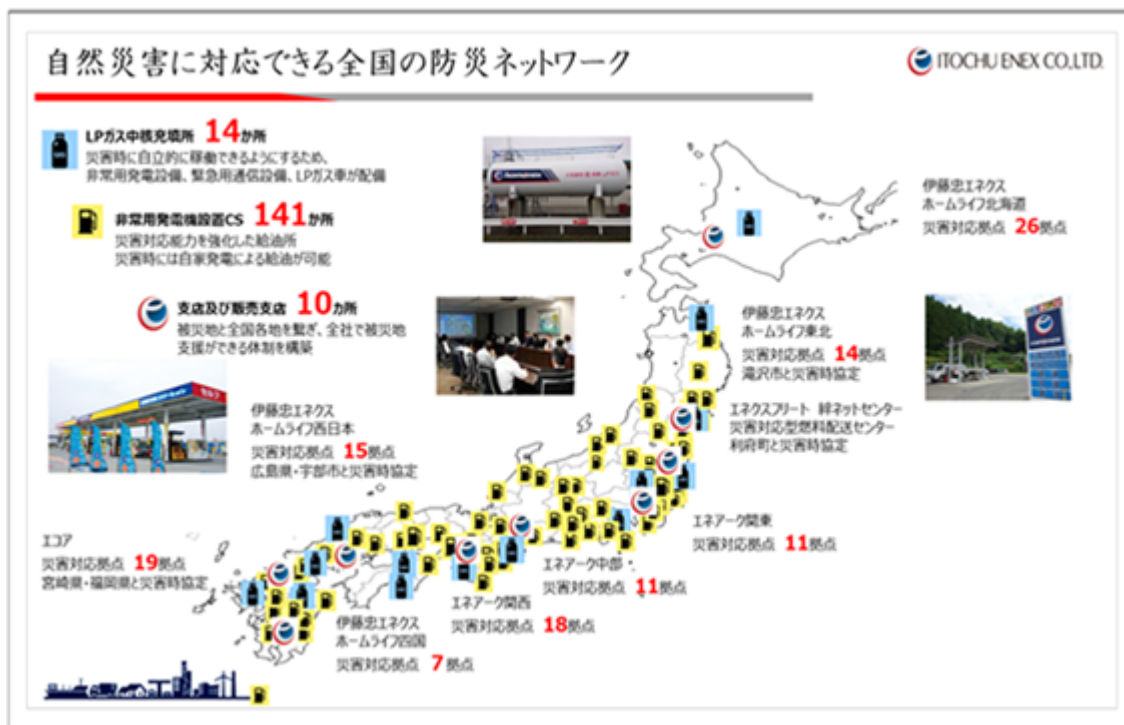 自然災害に対応できる全国の防災ネットワーク
ITOCHU ENEX CO.,LTD.
LPガス中核充填所 14か所
災害時に自立的に稼働できるようにするため、
非常用発電設備、緊急用通信設備、LPガス車が配備
非常用発電機設置CS 141か所
災害対応能力を強化した給油所
災害時には自家発電による給油が可能
支店及び販売支店 10カ所
被災地と全国各地を繋ぎ、全社で被災地
支援ができる体制を構築
伊藤忠エネクス
ホームライフ北海道
災害対応拠点 26拠点
伊藤忠エネクス
ホームライフ東北
災害対応拠点 14拠点
滝沢市と災害時協定
エネクスフリート 絆ネットセンター
災害対応型燃料配送センター
利府町と災害時協定
伊藤忠エネクス
ホームライフ西日本
災害対応拠点 15拠点
広島県・宇部市と災害時協定
エネアーク関東
災害対応拠点 11拠点
エコア
災害対応拠点 19拠点
宮崎県・福岡県と災害時協定
エネアーク中部
災害対応拠点 11拠点
エネアーク関西
災害対応拠点 18拠点
伊藤忠エネクス
ホームライフ四国
災害対応拠点 7拠点